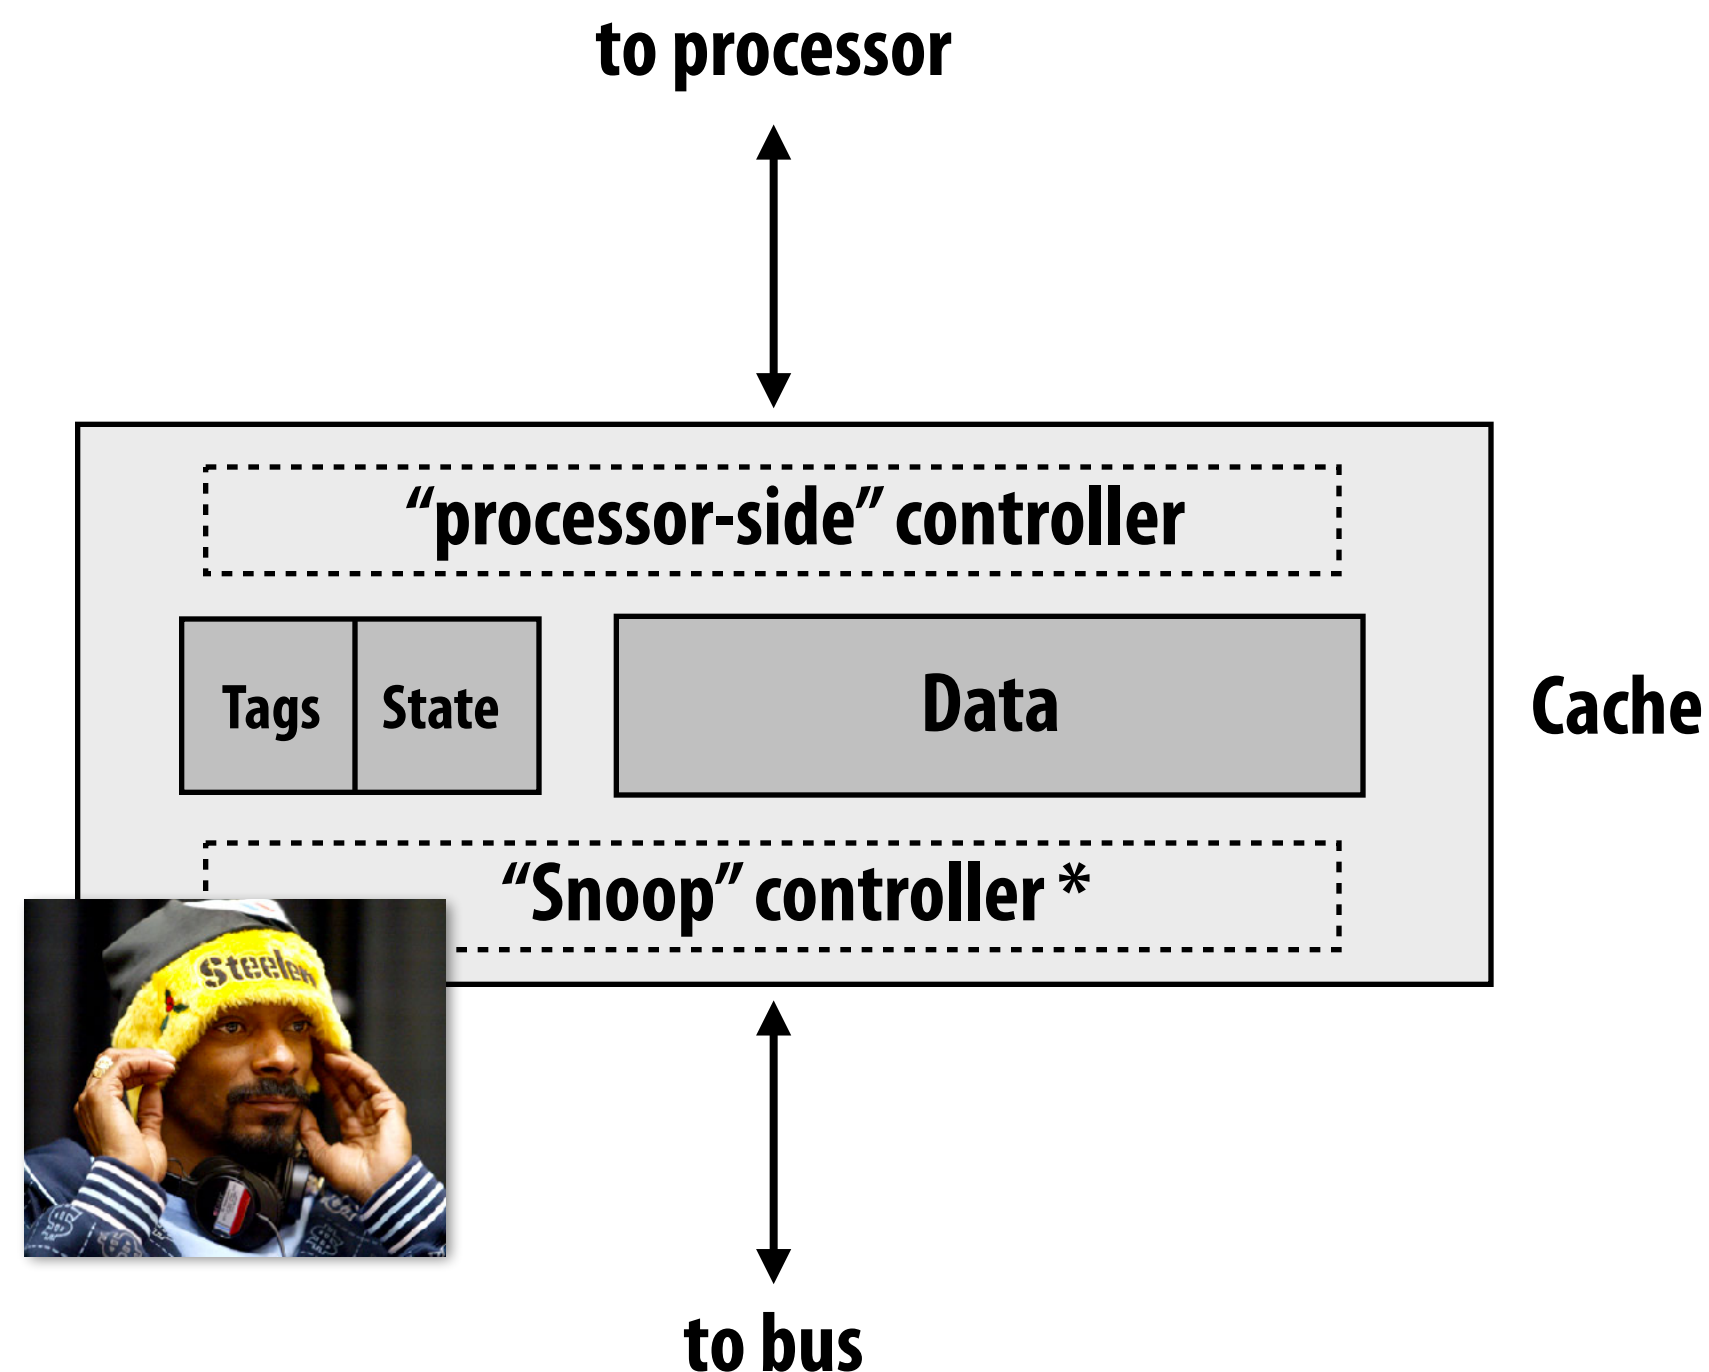 to processor
“processor-side” controller
Tags State Data
Cache
“Snoop” controller *
Steelers
to bus